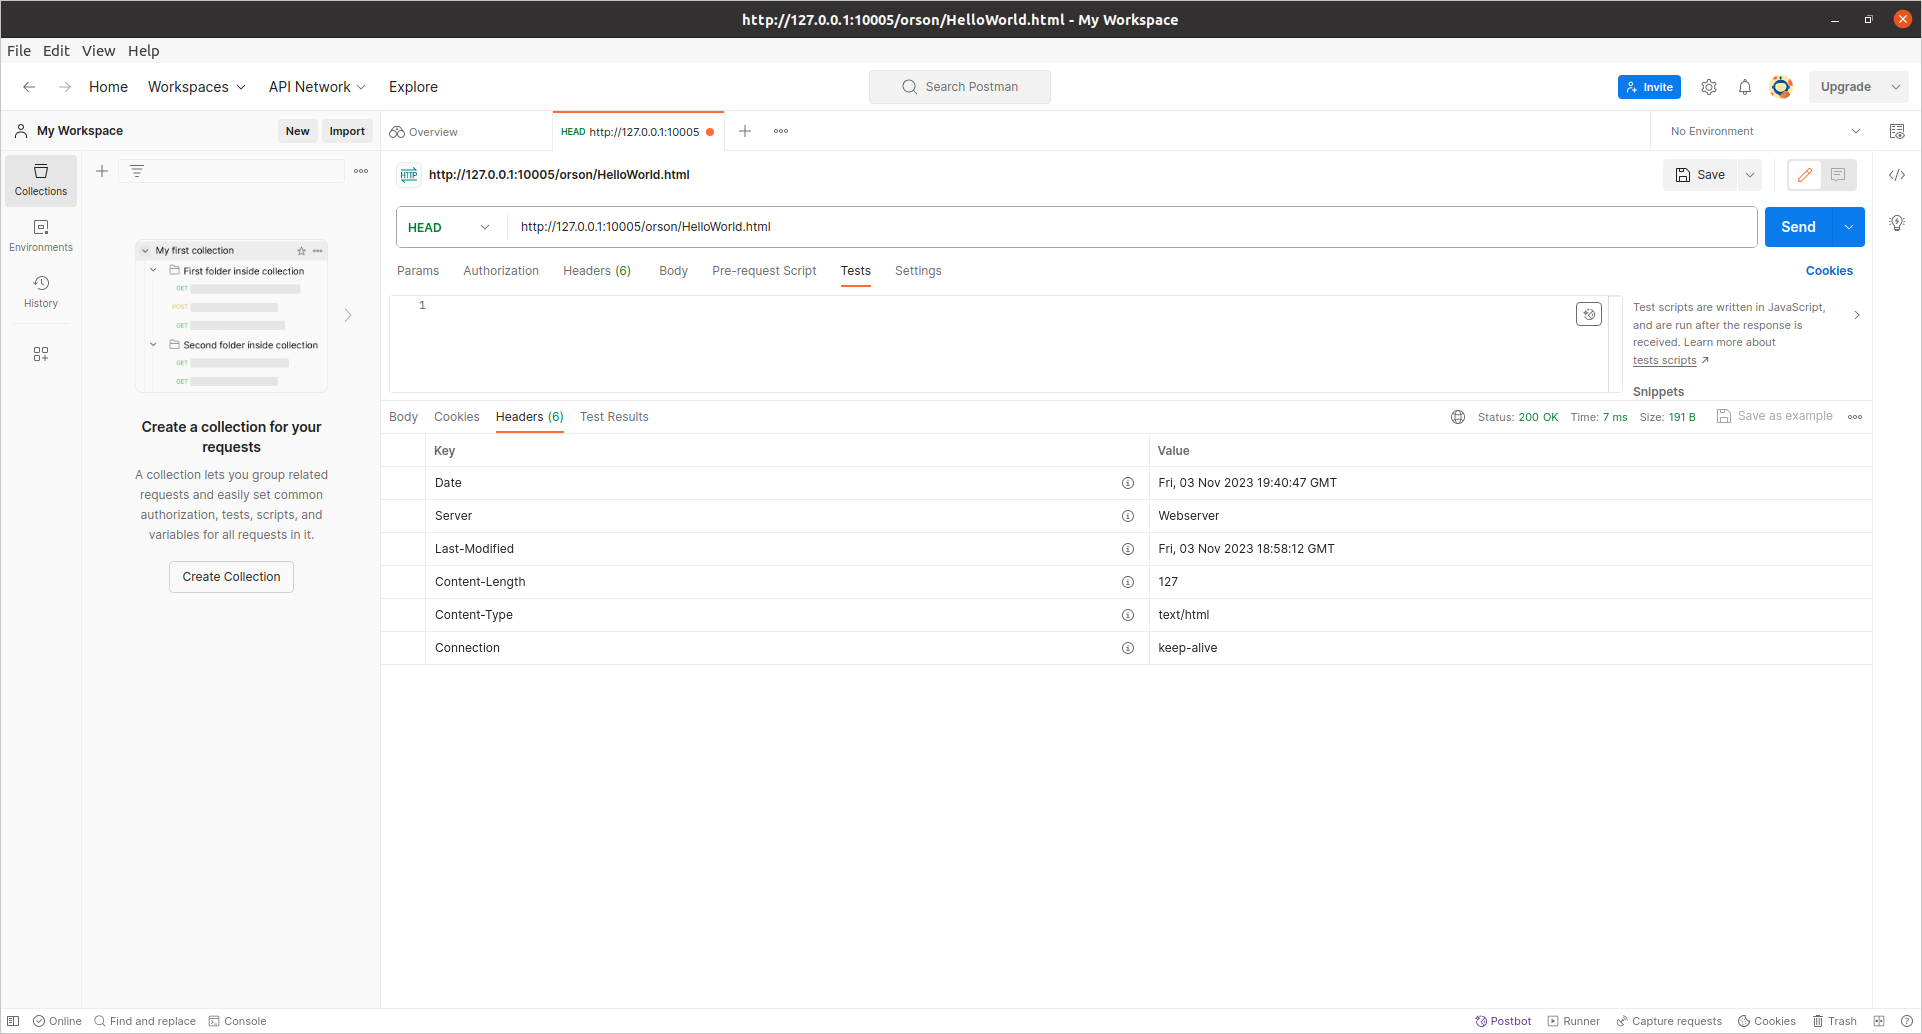 http://127.0.0.1:10005/orson/HelloWorld.html - My Workspace
File Edit View Help
Home Workspaces API Network Explore
Search Postman
Invite
Upgrade
My Workspace
New Import
Overview
HEAD http://127.0.0.1:10005
No Environment
Collections
Environments
History
My first collection
First folder inside collection
GET
POST
GET
Second folder inside collection
GET
GET
Create a collection for your
requests
A collection lets you group related
requests and easily set common
authorization, tests, scripts, and
variables for all requests in it.
Create Collection
HTTP http://127.0.0.1:10005/orson/HelloWorld.html
Save
HEAD http://127.0.0.1:10005/orson/HelloWorld.html
Send
Params Authorization Headers (6) Body Pre-request Script Tests Settings
Cookies
1
Test scripts are written in JavaScript,
and are run after the response is
received. Learn more about
tests scripts
Snippets
Body Cookies Headers (6) Test Results
Status: 200 OK Time: 7 ms Size: 191 B Save as example
Key Value
Date Fri, 03 Nov 2023 19:40:47 GMT
Server Webserver
Last-Modified Fri, 03 Nov 2023 18:58:12 GMT
Content-Length 127
Content-Type text/html
Connection keep-alive
Online Find and replace Console
Postbot Runner Capture requests Cookies Trash